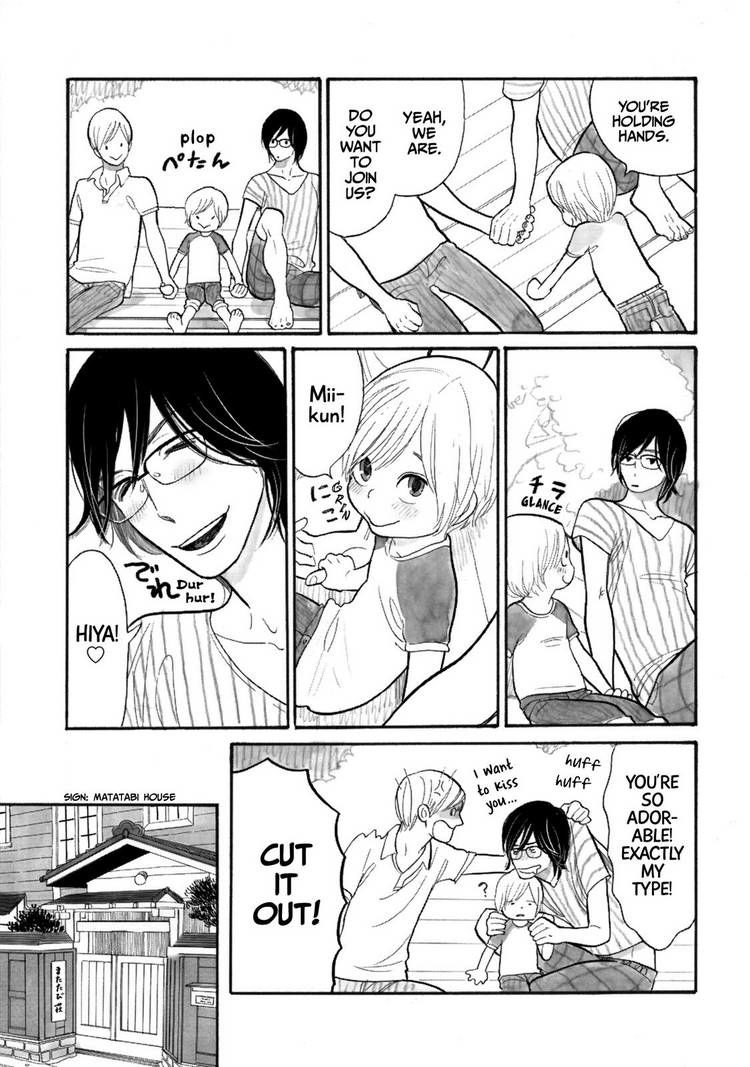 YOU'RE
HOLDING
HANDS.
YEAH,
WE
ARE.
DO
YOU
WANT
TO
JOIN
US?
plop
ぺたん
チラ
GLANCE
Mii-
kun!
にこ
GRIN
でれ
Dur
hur!
HIYA!
♡
YOU'RE
SO
ADOR-
ABLE!
EXACTLY
MY
TYPE!
huff
huff
I want
to kiss
you...
?
CUT
IT
OUT!
SIGN: MATATABI HOUSE
またたび荘